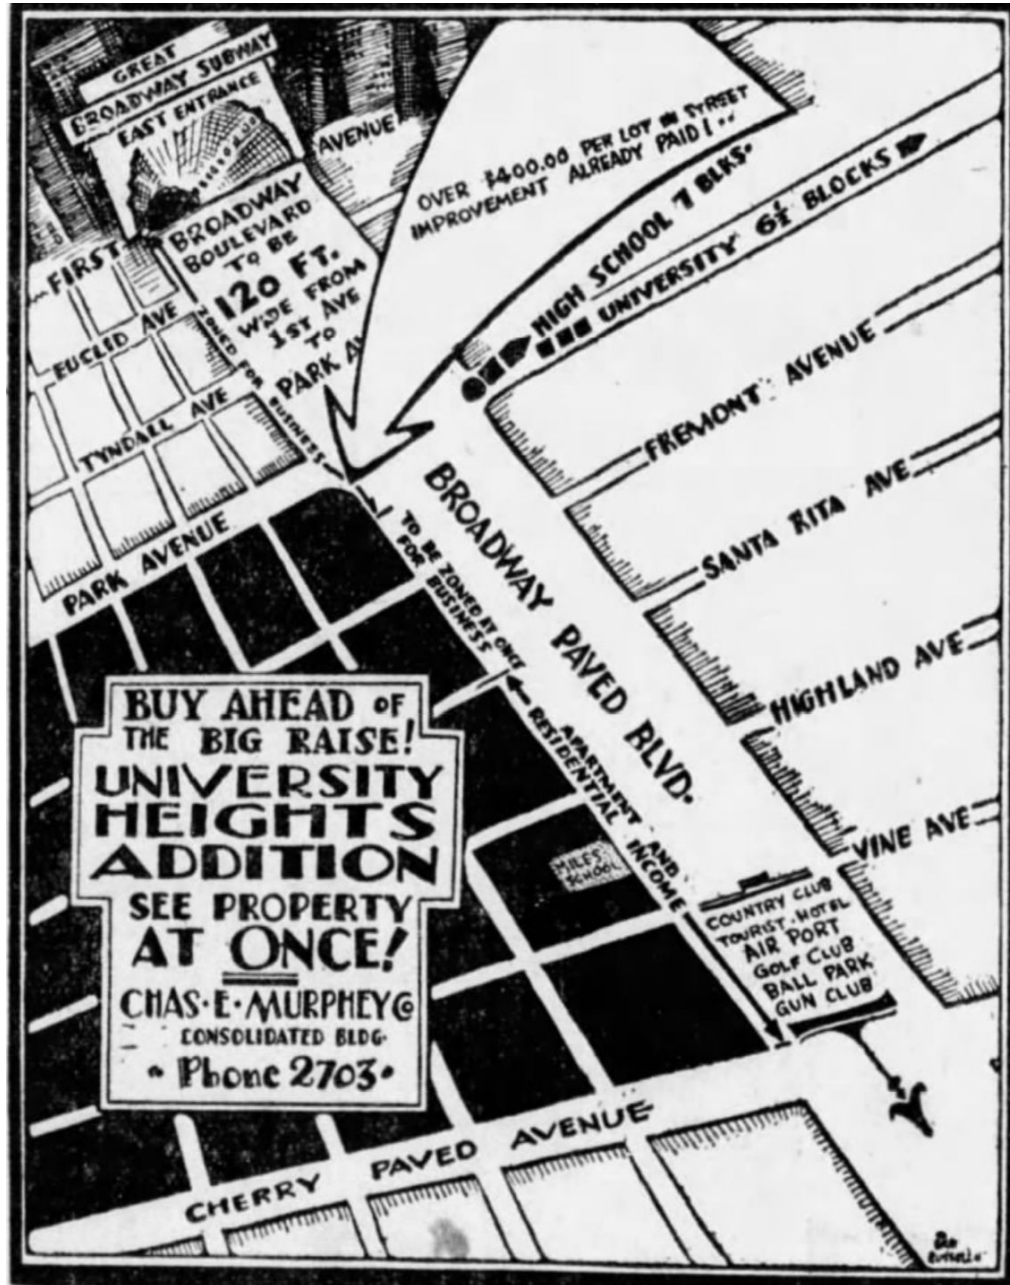 GREAT
BROADWAY SUBWAY
EAST ENTRANCE
AVENUE
BROADWAY
BOULEVARD
TO BE
120 FT.
WIDE FROM
1ST AVE
TO
PARK AV
OVER $400.00 PER LOT IN STREET
IMPROVEMENT ALREADY PAID!
HIGH SCHOOL 7 BLKS.
UNIVERSITY 6½ BLOCKS
FIRST
EUCLID AVE
TYNDALL AVE
PARK AVENUE
ZONED FOR BUSINESS
FREMONT AVENUE
SANTA RITA AVE
HIGHLAND AVE
VINE AVE
BROADWAY PAVED BLVD.
TO BE ZONED AT ONCE
FOR BUSINESS
APARTMENT AND
RESIDENTIAL INCOME
MILES
SCHOOL
COUNTRY CLUB
TOURIST HOTEL
AIR PORT
GOLF CLUB
BALL PARK
GUN CLUB
BUY AHEAD OF
THE BIG RAISE!
UNIVERSITY
HEIGHTS
ADDITION
SEE PROPERTY
AT ONCE!
CHAS. E. MURPHEY Co
CONSOLIDATED BLDG.
Phone 2703
CHERRY PAVED AVENUE